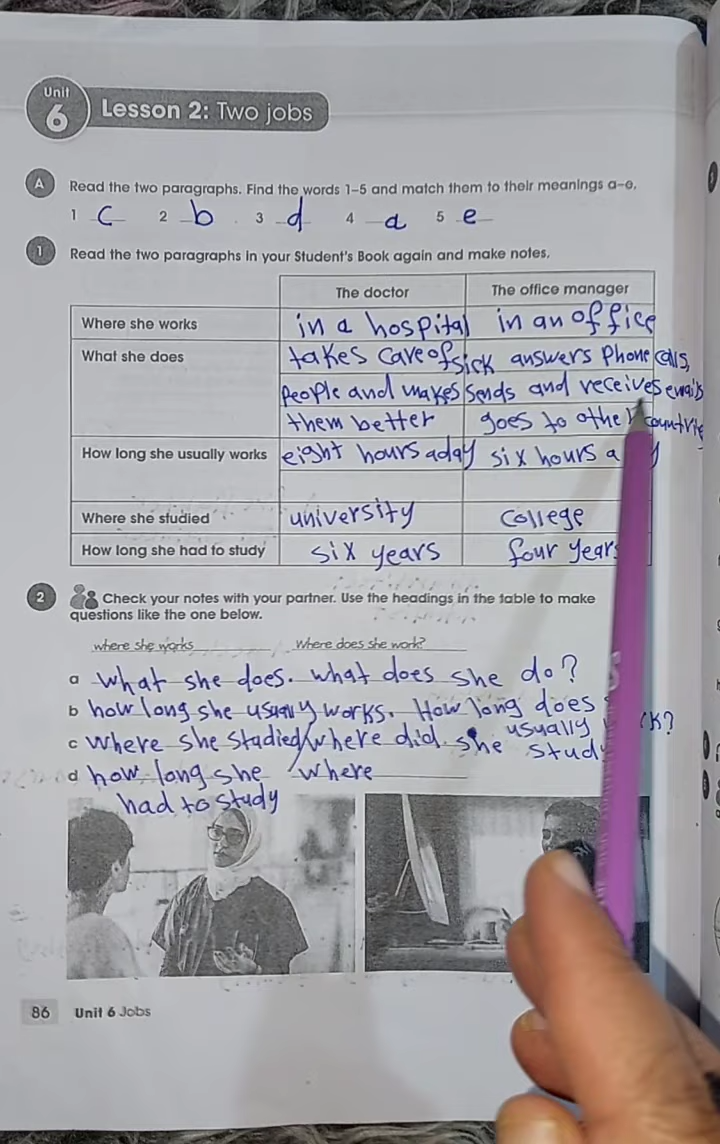 Unit
6
Lesson 2: Two jobs
A Read the two paragraphs. Find the words 1–5 and match them to their meanings a–e.
1 c 2 b 3 d 4 a 5 e
1 Read the two paragraphs in your Student's Book again and make notes.
The doctor The office manager
Where she works in a hospital in an office
What she does takes care of sick answers phone calls,
people and makes sends and receives emails
them better goes to other countrie
How long she usually works eight hours a day six hours a
Where she studied university college
How long she had to study six years four year
2 Check your notes with your partner. Use the headings in the table to make
questions like the one below.
where she works Where does she work?
a what she does. what does she do?
b how long she usually works. How long does
usually
c where she studied/where did she stud
d how long she /where
had to study
86 Unit 6 Jobs